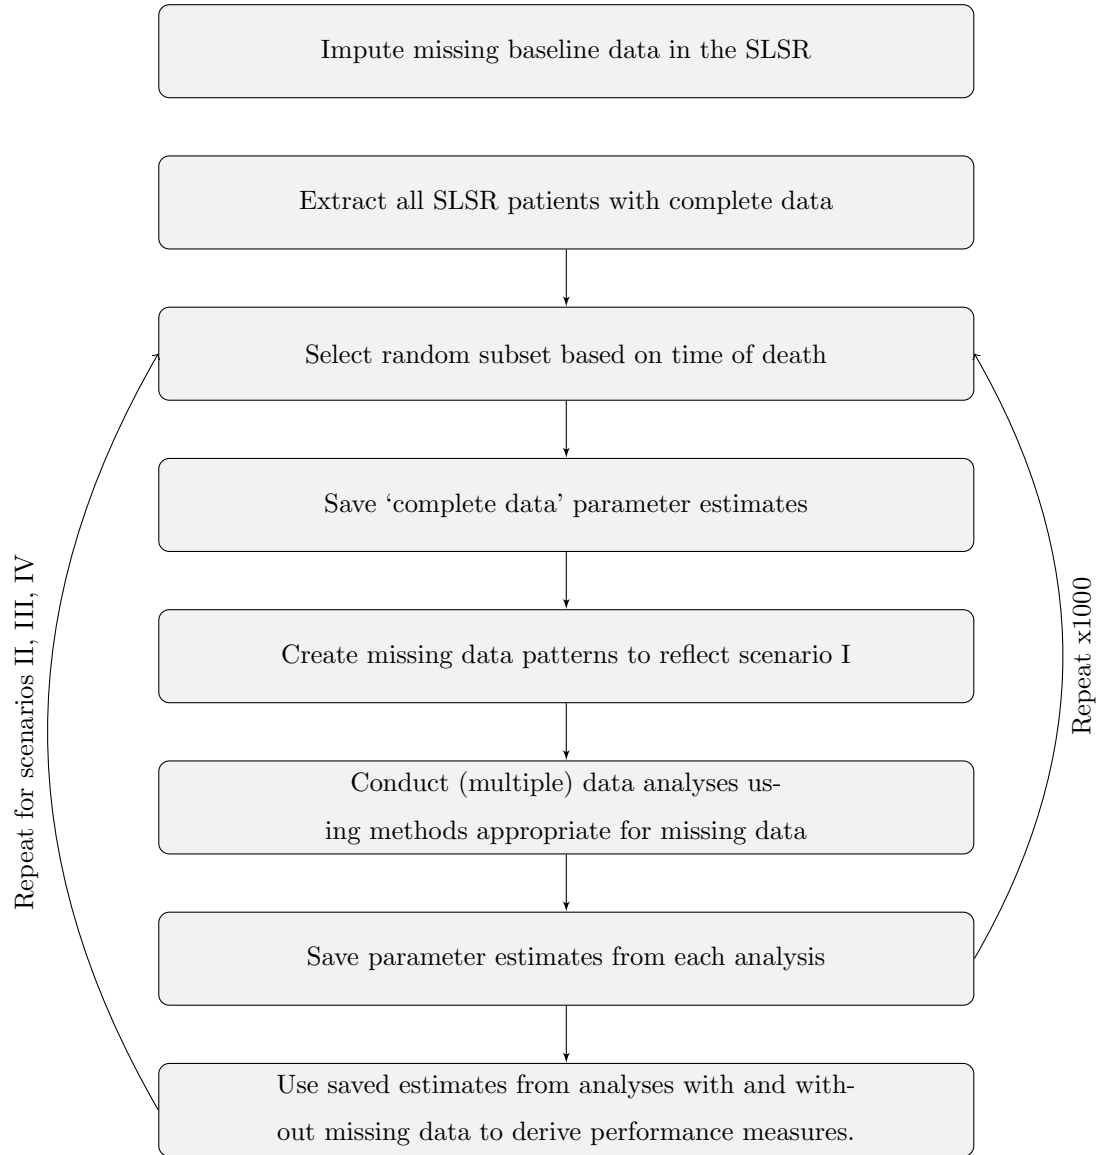 Impute missing baseline data in the SLSR
Extract all SLSR patients with complete data
Select random subset based on time of death
Save ‘complete data’ parameter estimates
Create missing data patterns to reflect scenario I
Conduct (multiple) data analyses us-
ing methods appropriate for missing data
Save parameter estimates from each analysis
Use saved estimates from analyses with and with-
out missing data to derive performance measures.
Repeat for scenarios II, III, IV
Repeat x1000